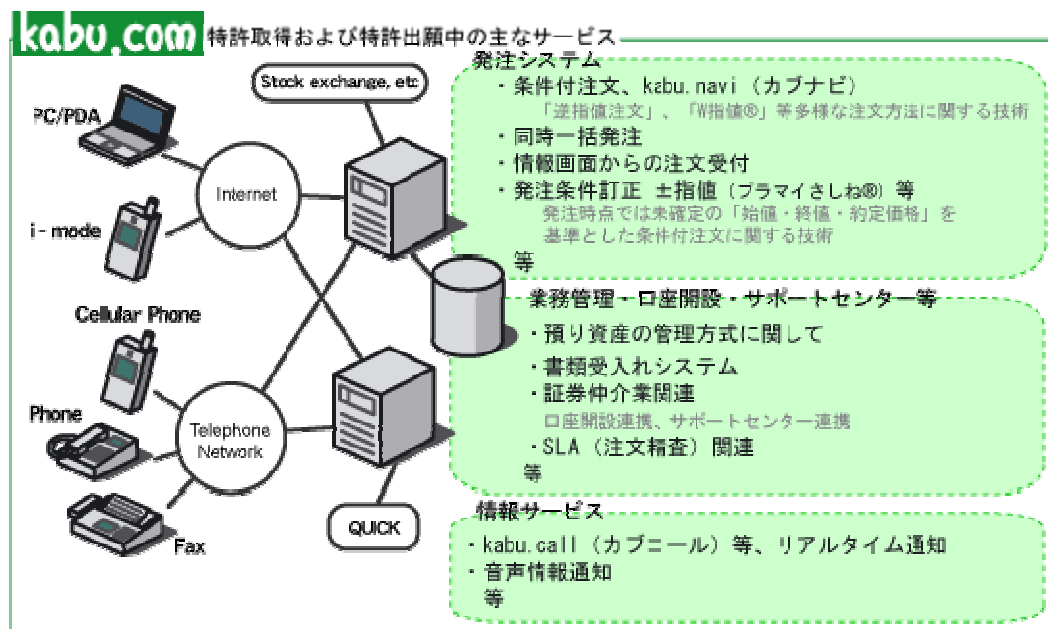 kabu.com 特許取得および特許出願中の主なサービス
Stock exchange, etc
PC/PDA
Internet
i-mode
Cellular Phone
Phone
Telephone
Network
Fax
QUICK
発注システム
・条件付注文、kabu.navi（カブナビ）
「逆指値注文」、「W指値®」等多様な注文方法に関する技術
・同時一括発注
・情報画面からの注文受付
・発注条件訂正 ±指値（プラマイさしね®）等
発注時点では未確定の「始値・終値・約定価格」を
基準とした条件付注文に関する技術
等
業務管理・口座開設・サポートセンター等
・預り資産の管理方式に関して
・書類受入れシステム
・証券仲介業関連
口座開設連携、サポートセンター連携
・SLA（注文精査）関連
等
情報サービス
・kabu.call（カブコール）等、リアルタイム通知
・音声情報通知
等